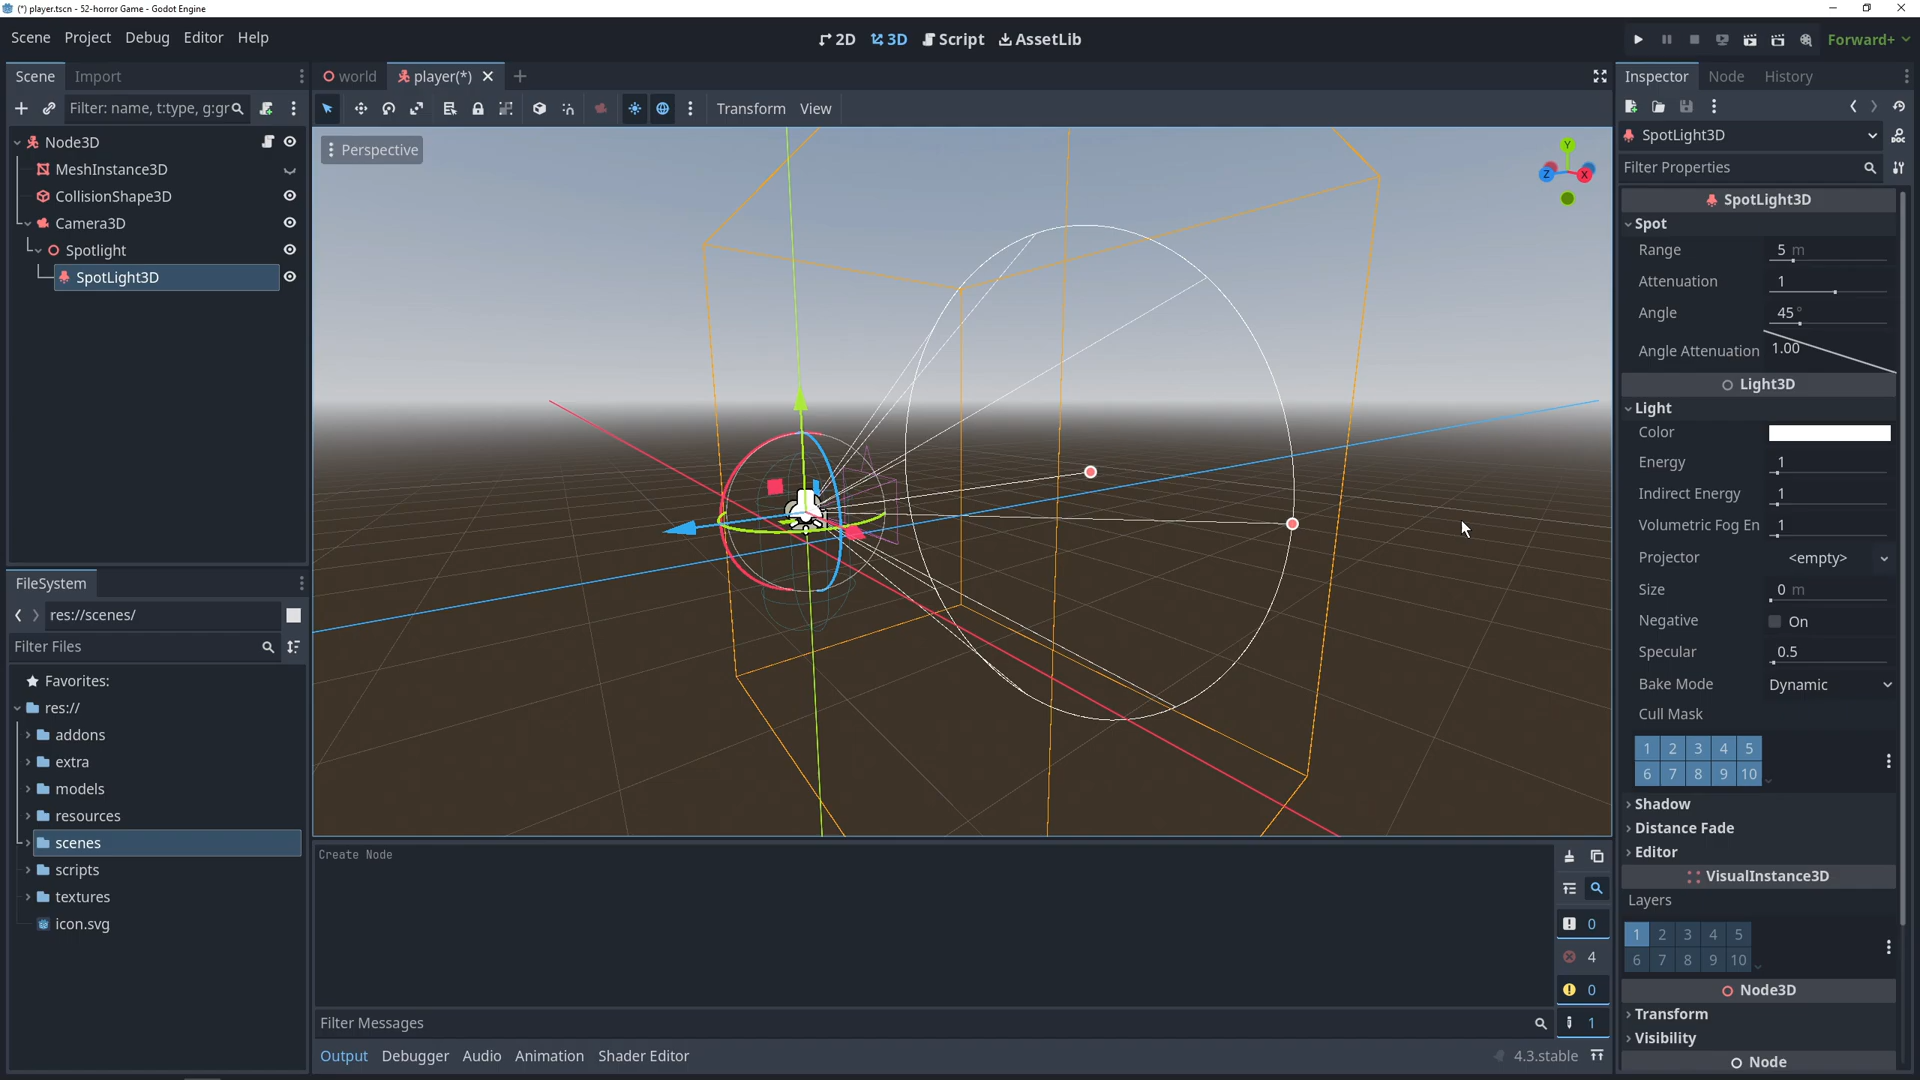 (*) player.tscn - 52-horror Game - Godot Engine
Scene Project Debug Editor Help
2D 3D Script AssetLib
Forward+
Scene Import
world player(*)
Inspector Node History
Filter: name, t:type, g:gr
Transform View
Node3D
MeshInstance3D
CollisionShape3D
Camera3D
Spotlight
SpotLight3D
Perspective
Y
Z X
SpotLight3D
Filter Properties
SpotLight3D
Spot
Range 5 m
Attenuation 1
Angle 45 °
Angle Attenuation 1.00
Light3D
Light
Color
Energy 1
Indirect Energy 1
Volumetric Fog En 1
Projector <empty>
Size 0 m
Negative On
Specular 0.5
Bake Mode Dynamic
Cull Mask
1 2 3 4 5
6 7 8 9 10
Shadow
Distance Fade
Editor
VisualInstance3D
Layers
1 2 3 4 5
6 7 8 9 10
Node3D
Transform
Visibility
Node
FileSystem
res://scenes/
Filter Files
Favorites:
res://
addons
extra
models
resources
scenes
scripts
textures
icon.svg
Create Node
0
4
0
1
Filter Messages
Output Debugger Audio Animation Shader Editor
4.3.stable